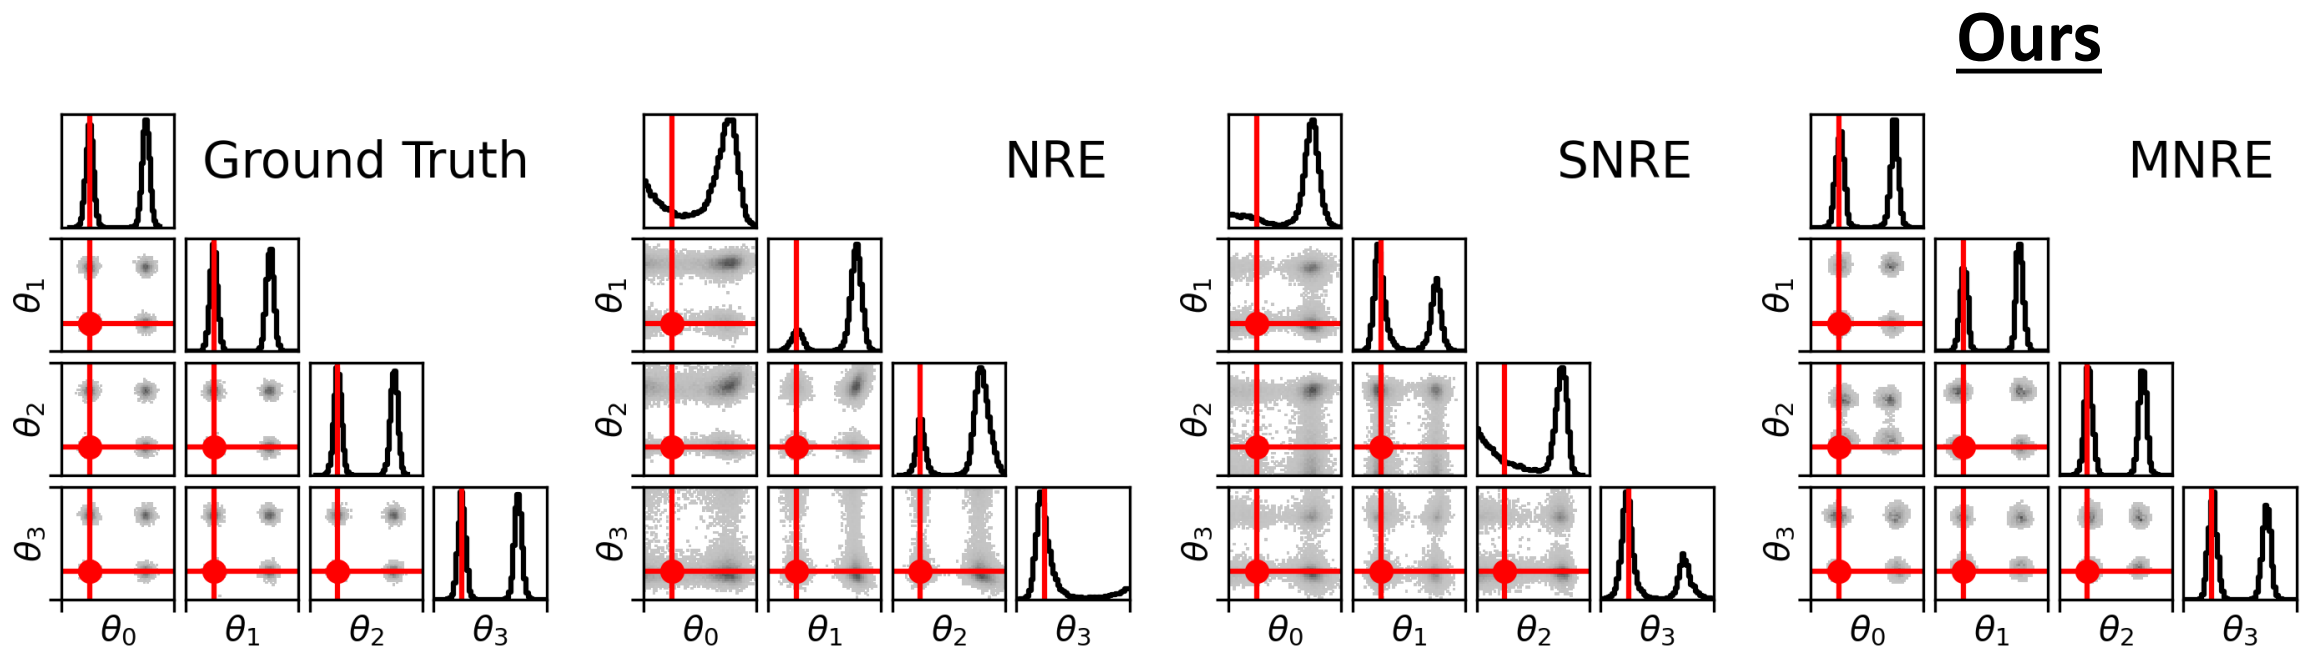 Ours
Ground Truth NRE SNRE MNRE
θ1 θ1 θ1 θ1
θ2 θ2 θ2 θ2
θ3 θ3 θ3 θ3
θ0 θ1 θ2 θ3 θ0 θ1 θ2 θ3 θ0 θ1 θ2 θ3 θ0 θ1 θ2 θ3